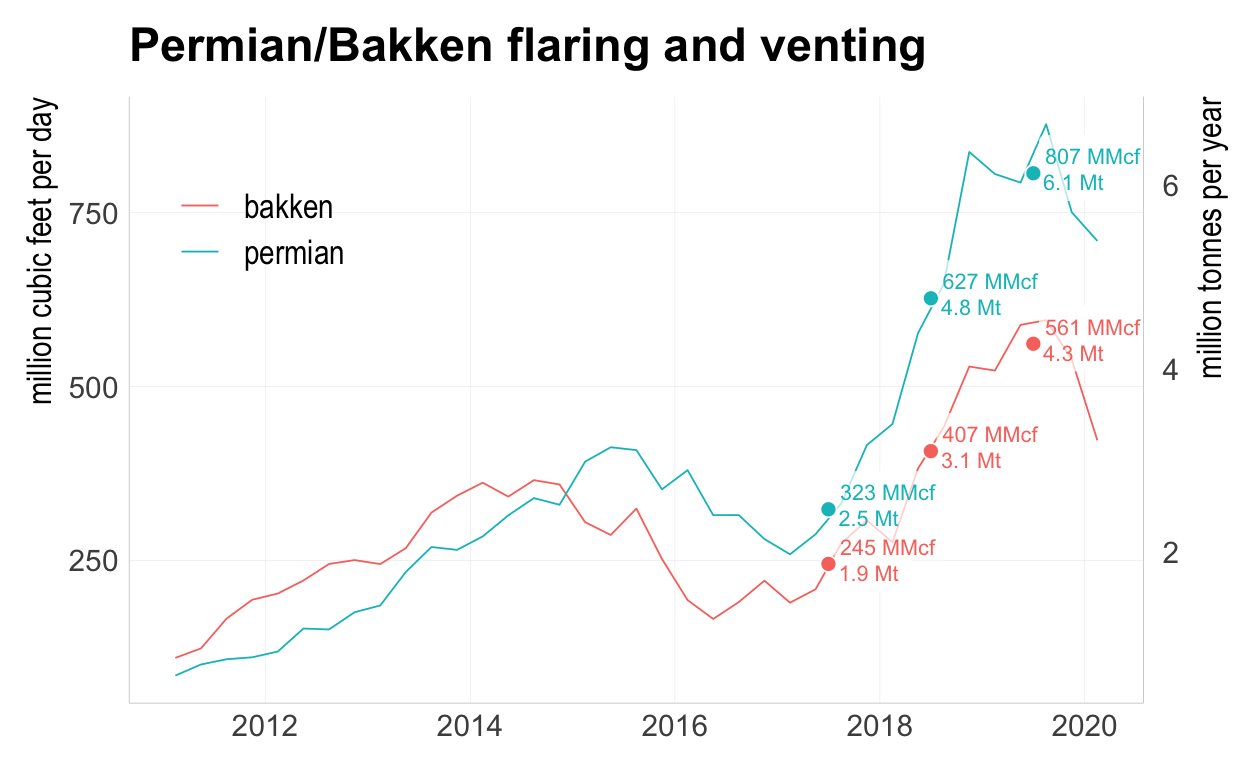 Permian/Bakken flaring and venting
million cubic feet per day
million tonnes per year
bakken
permian
750
500
250
6
4
2
807 MMcf
6.1 Mt
627 MMcf
4.8 Mt
561 MMcf
4.3 Mt
407 MMcf
3.1 Mt
323 MMcf
2.5 Mt
245 MMcf
1.9 Mt
2012
2014
2016
2018
2020